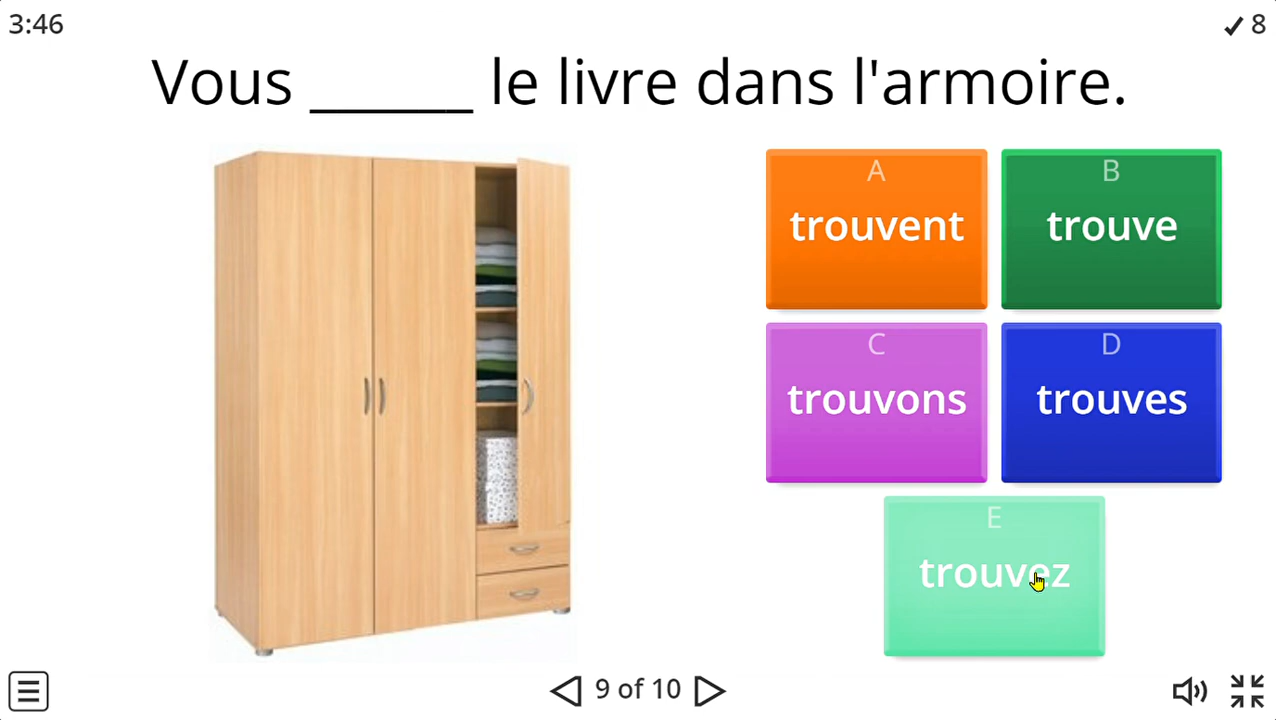 3:46
✓ 8
Vous ______ le livre dans l'armoire.
A
trouvent
B
trouve
C
trouvons
D
trouves
E
trouvez
9 of 10